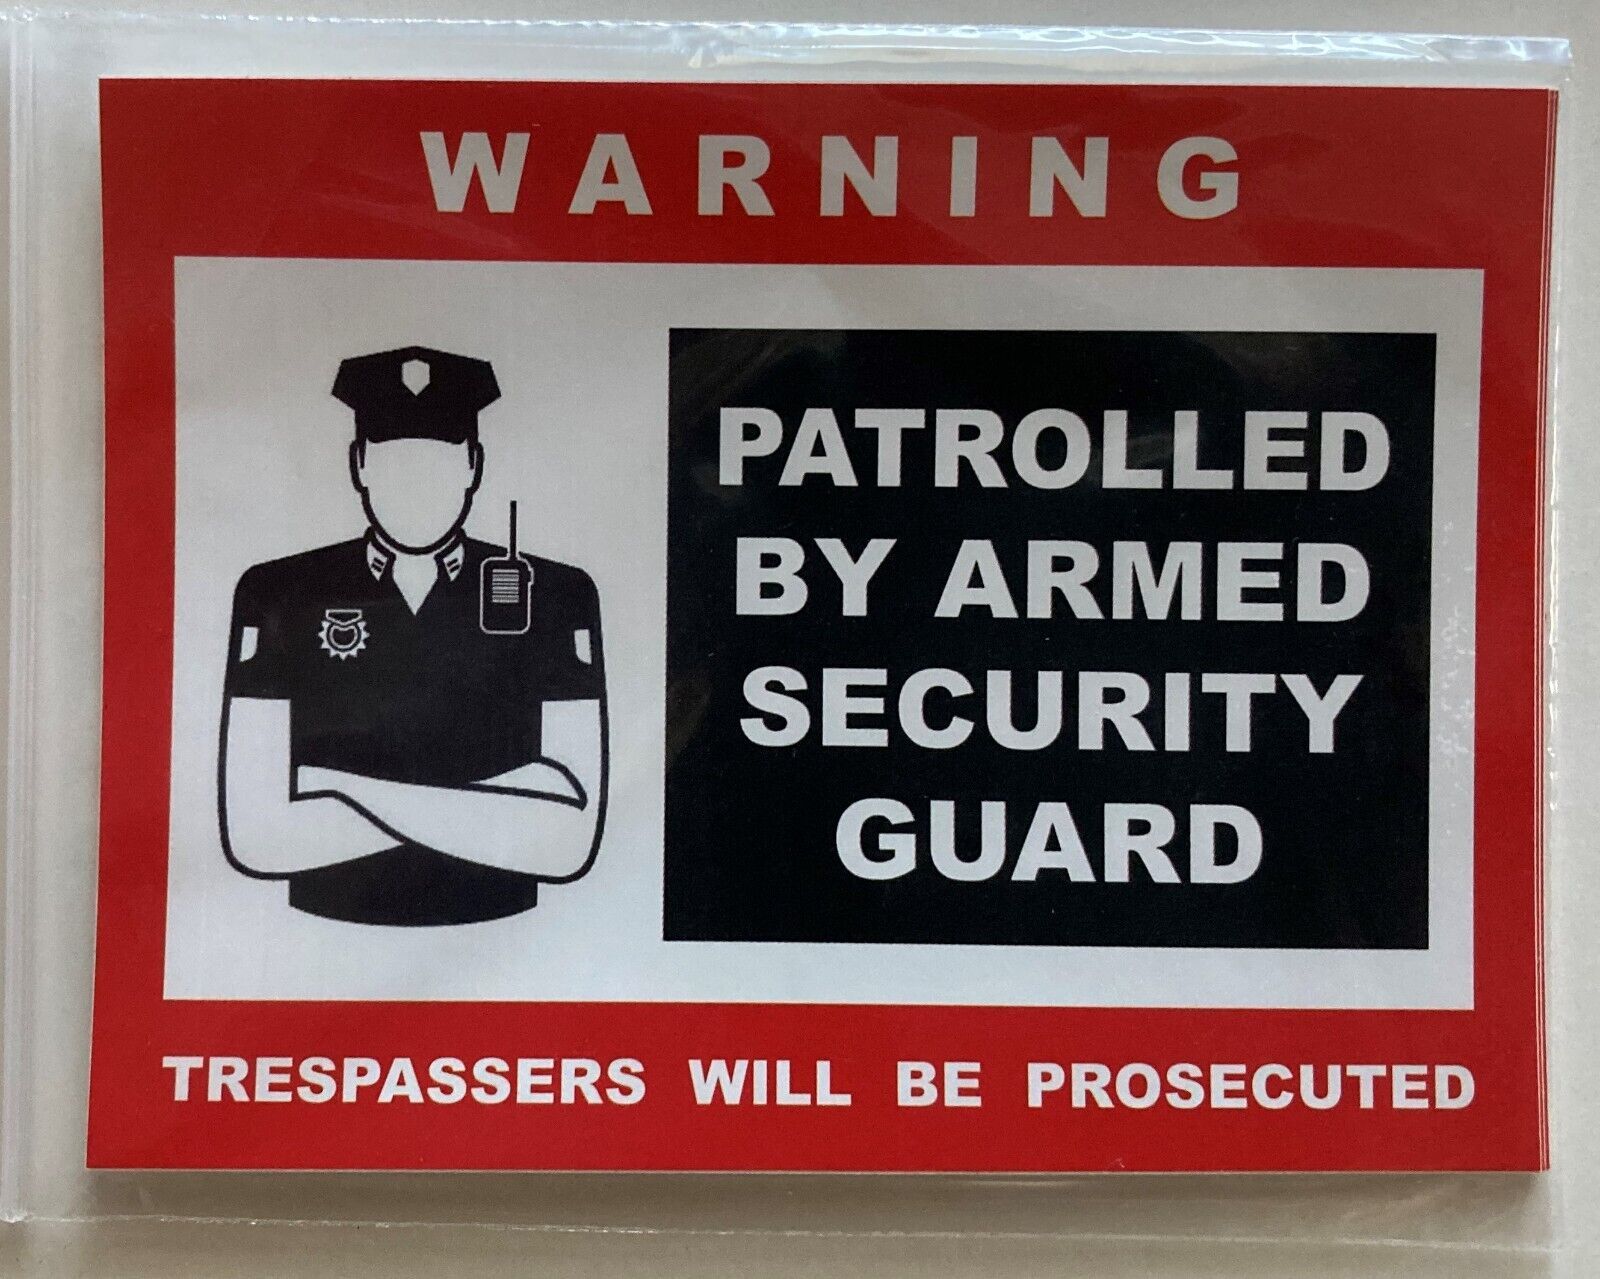 WARNING
PATROLLED
BY ARMED
SECURITY
GUARD
TRESPASSERS WILL BE PROSECUTED